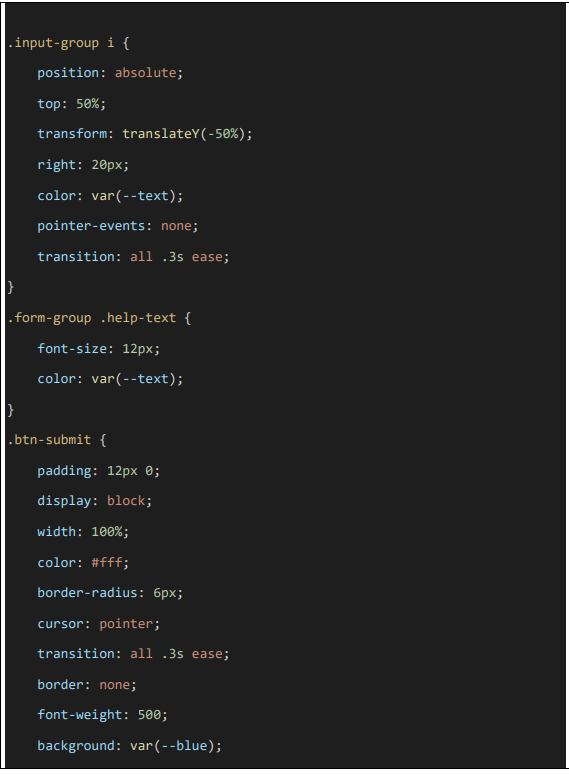 .input-group i {
position: absolute;
top: 50%;
transform: translateY(-50%);
right: 20px;
color: var(--text);
pointer-events: none;
transition: all .3s ease;
}
.form-group .help-text {
font-size: 12px;
color: var(--text);
}
.btn-submit {
padding: 12px 0;
display: block;
width: 100%;
color: #fff;
border-radius: 6px;
cursor: pointer;
transition: all .3s ease;
border: none;
font-weight: 500;
background: var(--blue);